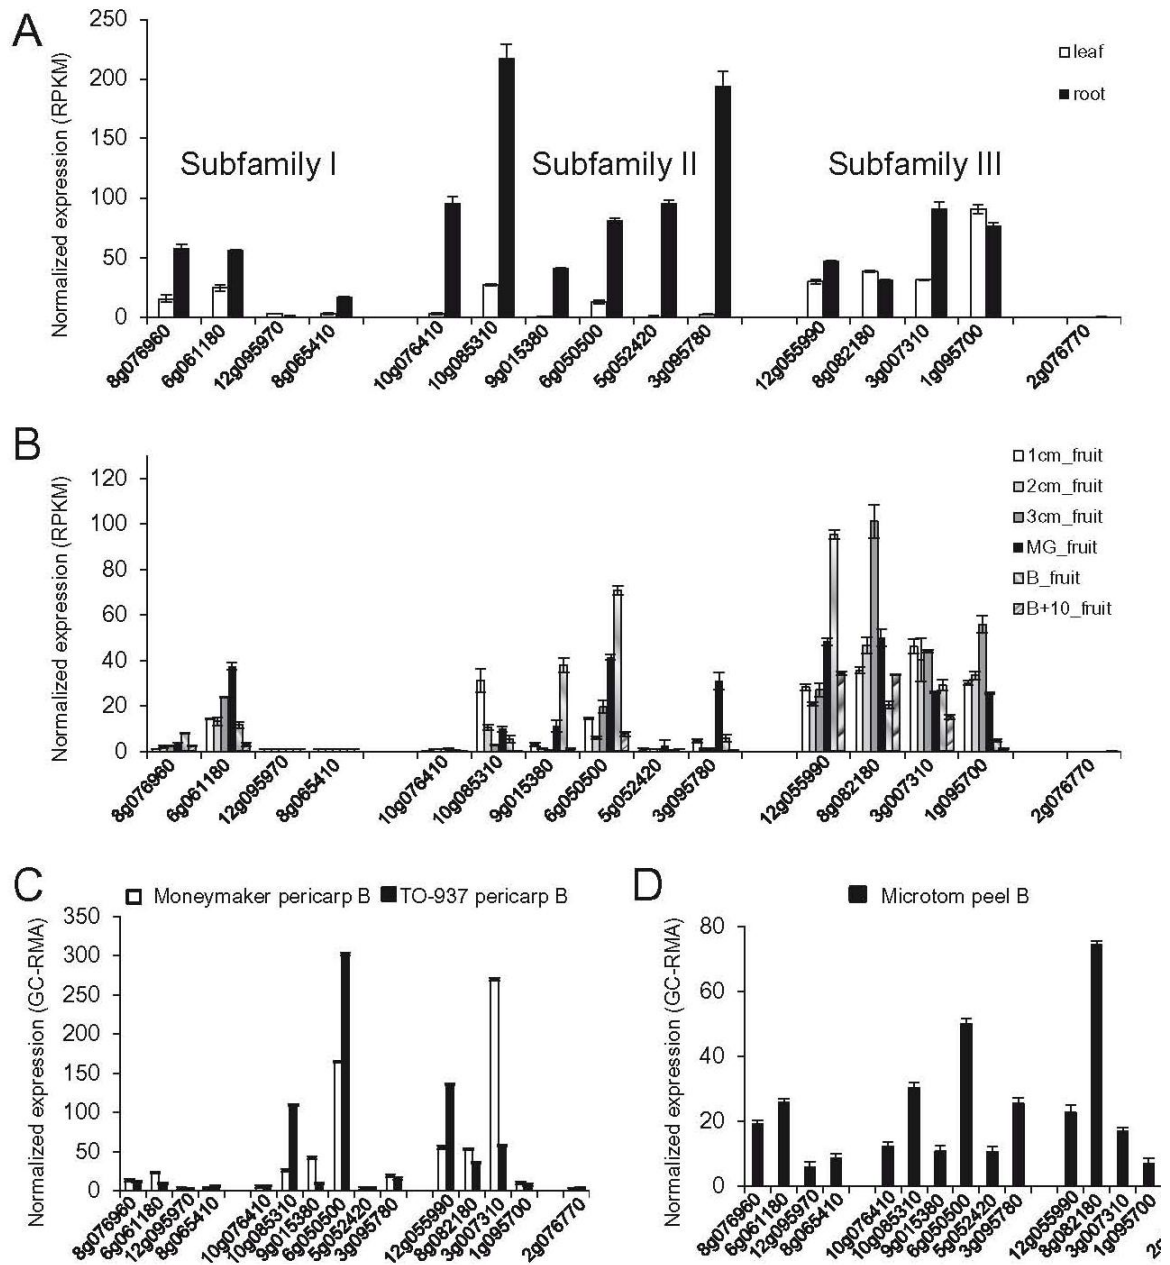 A
Normalized expression (RPKM)
250
200
150
100
50
0
leaf
root
Subfamily I
Subfamily II
Subfamily III
8g076960
6g061180
12g095970
8g065410
10g076410
10g085310
9g015380
6g050500
5g052420
3g095780
12g055990
8g082180
3g007310
1g095700
2g076770
B
Normalized expression (RPKM)
120
100
80
60
40
20
0
1cm_fruit
2cm_fruit
3cm_fruit
MG_fruit
B_fruit
B+10_fruit
8g076960
6g061180
12g095970
8g065410
10g076410
10g085310
9g015380
6g050500
5g052420
3g095780
12g055990
8g082180
3g007310
1g095700
2g076770
C
Moneymaker pericarp B
TO-937 pericarp B
Normalized expression (GC-RMA)
350
300
250
200
150
100
50
0
8g076960
6g061180
12g095970
8g065410
10g076410
10g085310
9g015380
6g050500
5g052420
3g095780
12g055990
8g082180
3g007310
1g095700
2g076770
D
Microtom peel B
Normalized expression (GC-RMA)
80
60
40
20
0
8g076960
6g061180
12g095970
8g065410
10g076410
10g085310
9g015380
6g050500
5g052420
3g095780
12g055990
8g082180
3g007310
1g095700